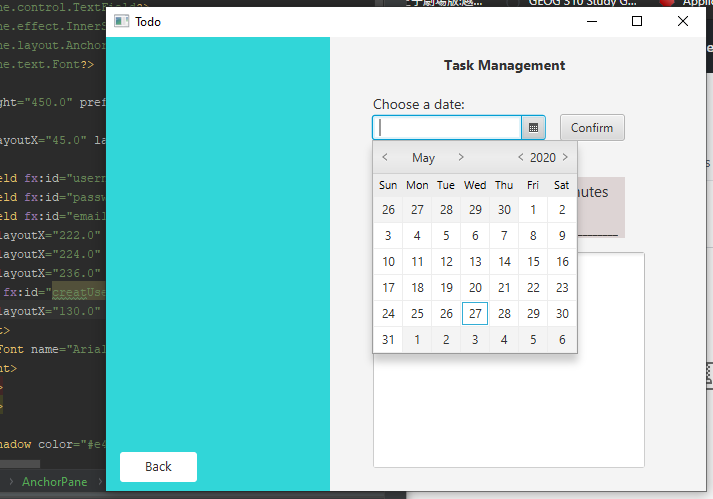 ne.control.TextField?>
子劇場版:
GEOG 310 Study G...
Applic
ne.effect.InnerS
Todo
ne.layout.Anchor
ne.text.Font?>
Task Management
ght="450.0" pref
Choose a date:
Confirm
ayoutX="45.0" la
May
2020
eld fx:id="usern
Sun Mon Tue Wed Thu Fri Sat
eld fx:id="passw
26 27 28 29 30 1 2
nutes
eld fx:id="email
3 4 5 6 7 8 9
layoutX="222.0"
10 11 12 13 14 15 16
layoutX="224.0"
17 18 19 20 21 22 23
layoutX="236.0"
24 25 26 27 28 29 30
fx:id="creatUse
31 1 2 3 4 5 6
layoutX="130.0"
t>
Font name="Arial
nt>
>
>
hadow color="#e4
Back
AnchorPane